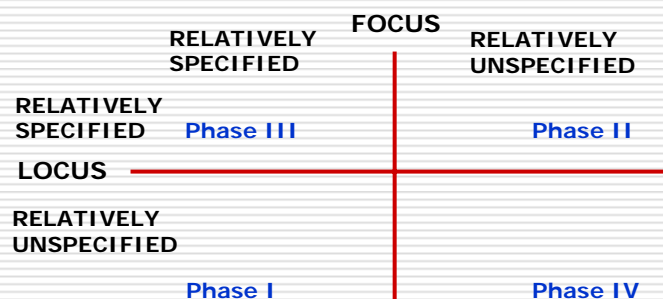 FOCUS
RELATIVELY
SPECIFIED
RELATIVELY
UNSPECIFIED
RELATIVELY
SPECIFIED
Phase III
Phase II
LOCUS
RELATIVELY
UNSPECIFIED
Phase I
Phase IV